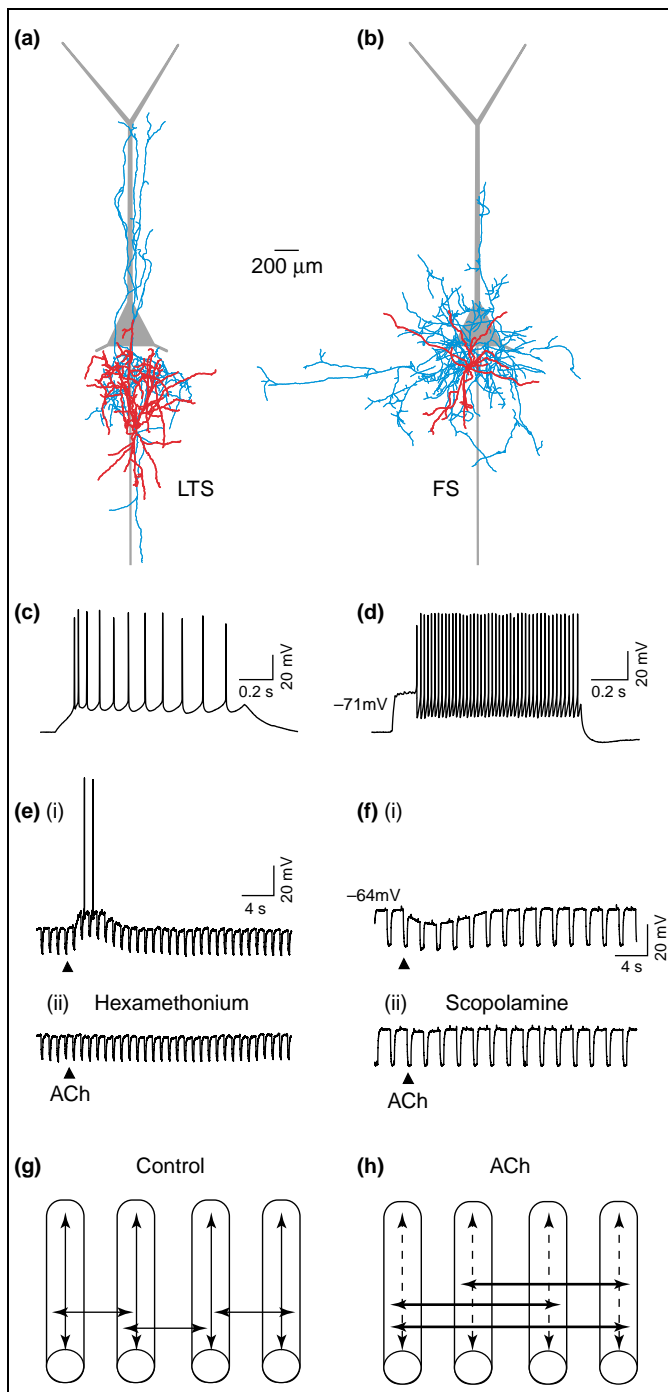 (a)
(b)
200 μm
LTS
FS
(c)
(d)
0.2 s
20 mV
–71mV
0.2 s
20 mV
(e) (i)
(f) (i)
4 s
20 mV
–64mV
4 s
20 mV
(ii) Hexamethonium
(ii) Scopolamine
ACh
ACh
(g) Control
(h) ACh